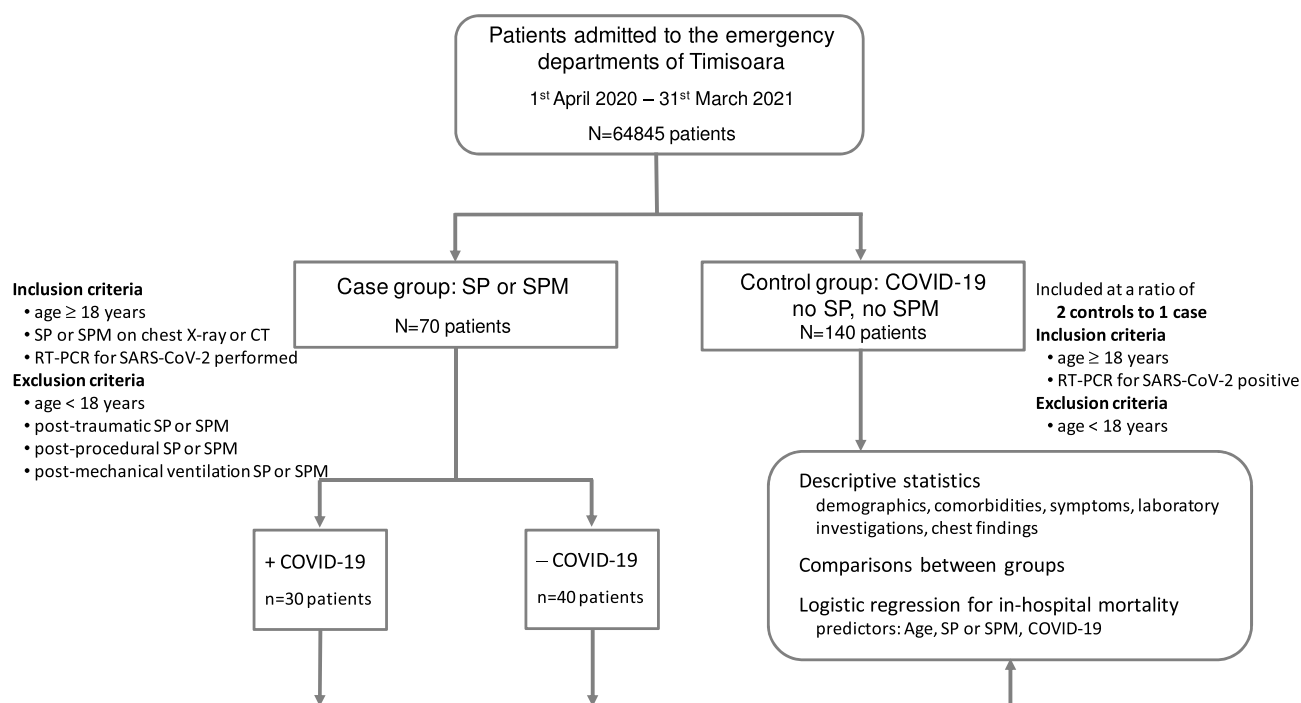 Patients admitted to the emergency
departments of Timisoara
1st April 2020 – 31st March 2021
N=64845 patients
Case group: SP or SPM
N=70 patients
Control group: COVID-19
no SP, no SPM
N=140 patients
Inclusion criteria
• age ≥ 18 years
• SP or SPM on chest X-ray or CT
• RT-PCR for SARS-CoV-2 performed
Exclusion criteria
• age < 18 years
• post-traumatic SP or SPM
• post-procedural SP or SPM
• post-mechanical ventilation SP or SPM
Included at a ratio of
2 controls to 1 case
Inclusion criteria
• age ≥ 18 years
• RT-PCR for SARS-CoV-2 positive
Exclusion criteria
• age < 18 years
+ COVID-19
n=30 patients
– COVID-19
n=40 patients
Descriptive statistics
demographics, comorbidities, symptoms, laboratory
investigations, chest findings
Comparisons between groups
Logistic regression for in-hospital mortality
predictors: Age, SP or SPM, COVID-19